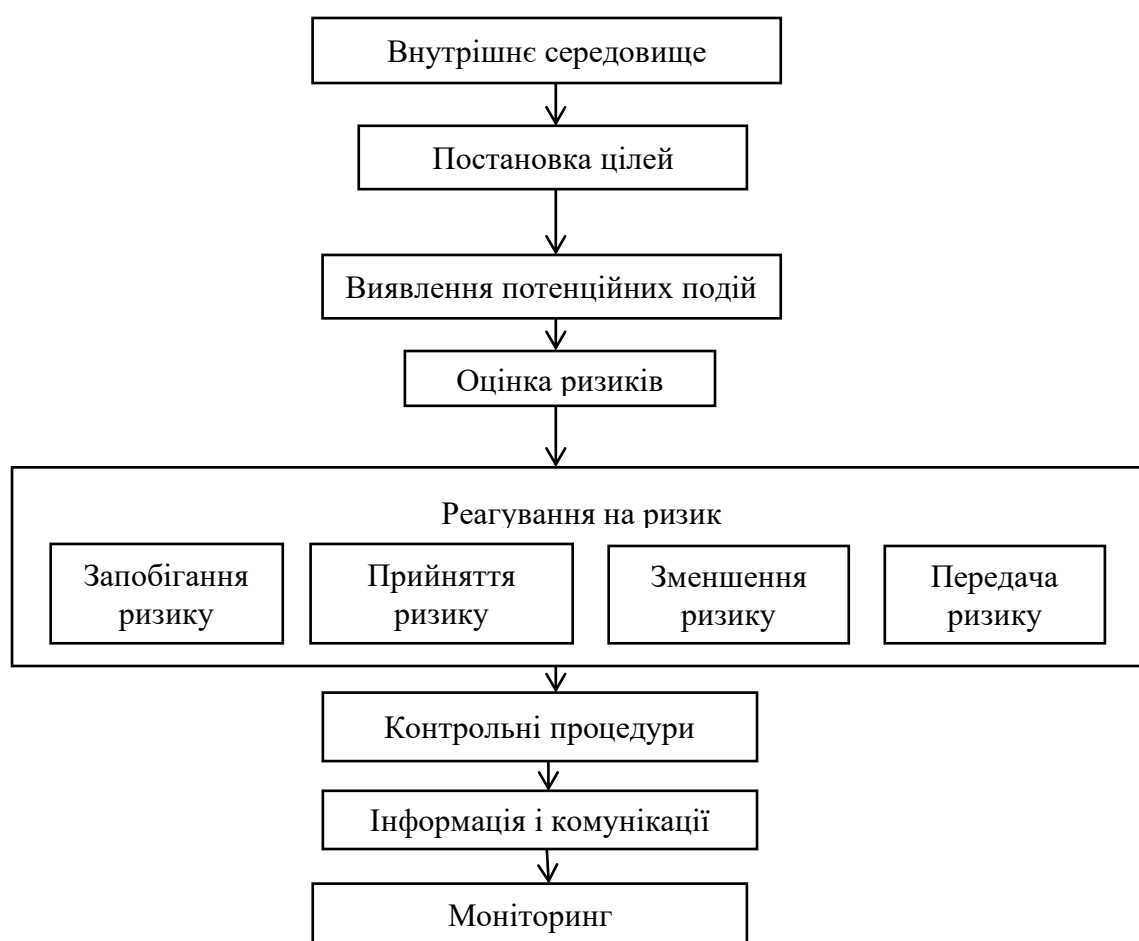 Внутрішнє середовище
Постановка цілей
Виявлення потенційних подій
Оцінка ризиків
Реагування на ризик
Запобігання
ризику
Прийняття
ризику
Зменшення
ризику
Передача
ризику
Контрольні процедури
Інформація і комунікації
Моніторинг